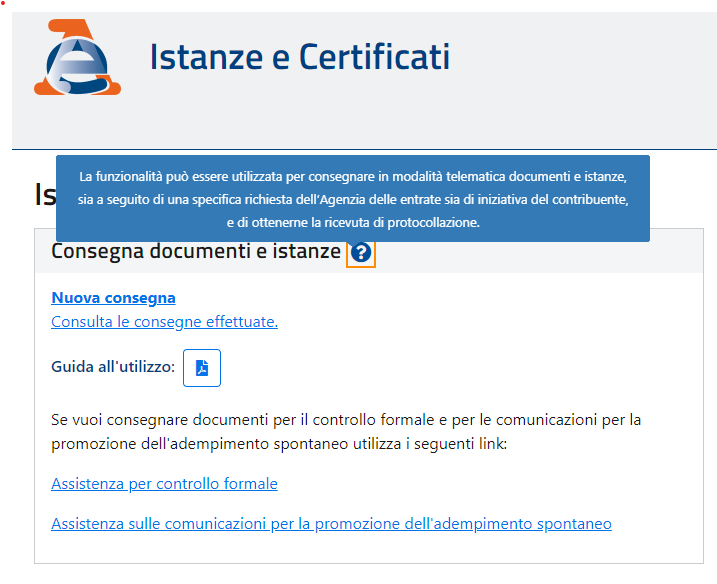 Istanze e Certificati
La funzionalità può essere utilizzata per consegnare in modalità telematica documenti e istanze,
sia a seguito di una specifica richiesta dell'Agenzia delle entrate sia di iniziativa del contribuente,
e di ottenerne la ricevuta di protocollazione.
Is
Consegna documenti e istanze ?
Nuova consegna
Consulta le consegne effettuate.
Guida all'utilizzo:
Se vuoi consegnare documenti per il controllo formale e per le comunicazioni per la
promozione dell'adempimento spontaneo utilizza i seguenti link:
Assistenza per controllo formale
Assistenza sulle comunicazioni per la promozione dell'adempimento spontaneo